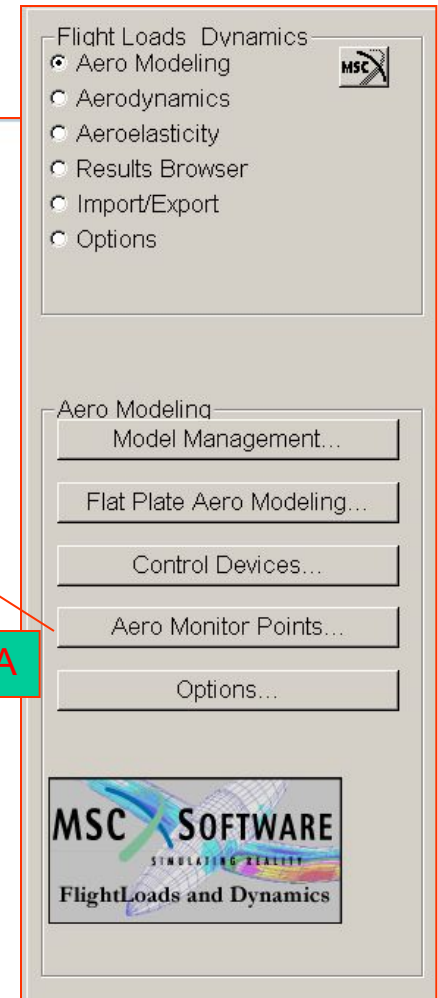 Flight Loads Dynamics
MSC
Aero Modeling
Aerodynamics
Aeroelasticity
Results Browser
Import/Export
Options
Aero Modeling
Model Management...
Flat Plate Aero Modeling...
Control Devices...
Aero Monitor Points...
A
Options...
MSC SOFTWARE
SIMULATING REALITY
FlightLoads and Dynamics